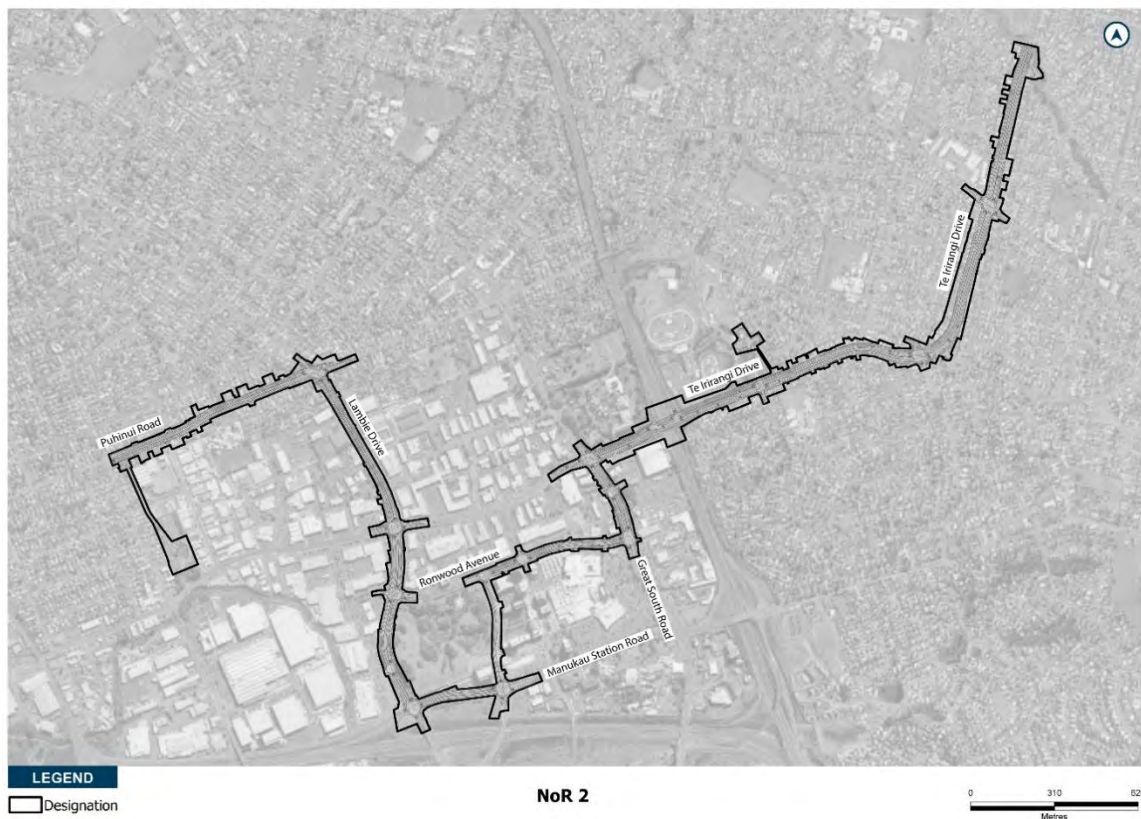 Te Irirangi Drive
Te Irirangi Drive
Puhinui Road
Lambie Drive
Ronwood Avenue
Great South Road
Manukau Station Road
LEGEND
Designation
NoR 2
0 310 62
Metres